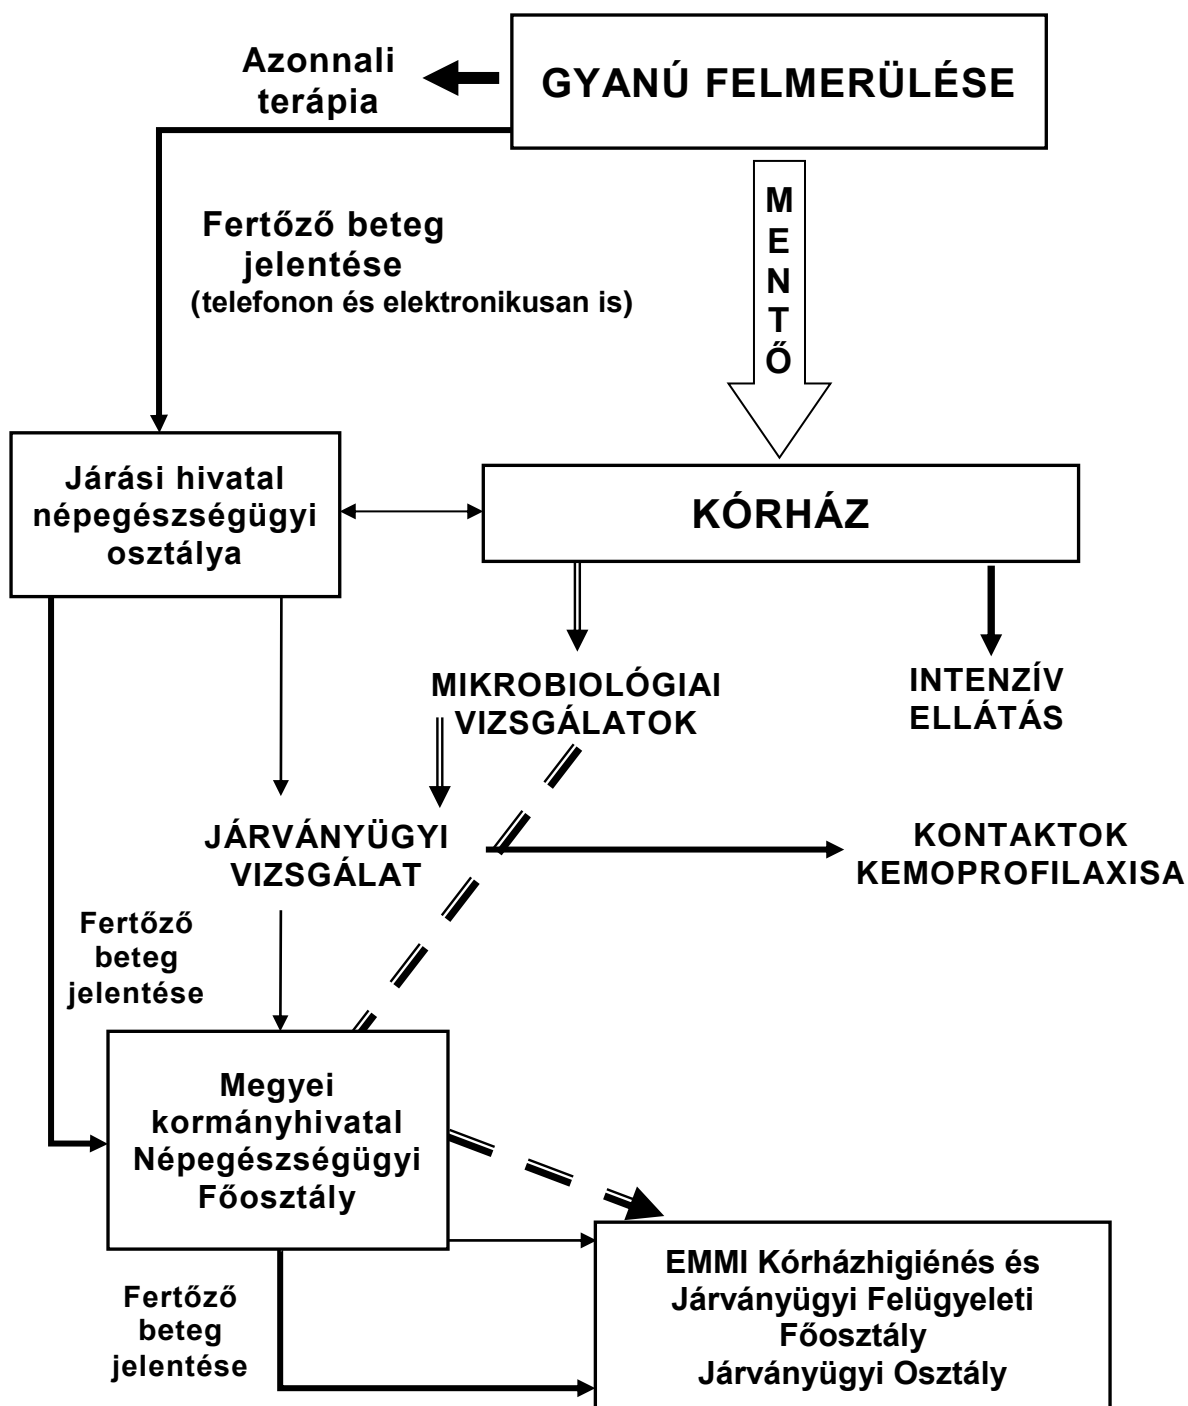 Azonnali
terápia
GYANÚ FELMERÜLÉSE
M
E
N
T
Ő
Fertőző beteg
jelentése
(telefonon és elektronikusan is)
Járási hivatal
népegészségügyi
osztálya
KÓRHÁZ
MIKROBIOLÓGIAI
VIZSGÁLATOK
INTENZÍV
ELLÁTÁS
JÁRVÁNYÜGYI
VIZSGÁLAT
KONTAKTOK
KEMOPROFILAXISA
Fertőző
beteg
jelentése
Megyei
kormányhivatal
Népegészségügyi
Főosztály
Fertőző
beteg
jelentése
EMMI Kórházhigiénés és
Járványügyi Felügyeleti
Főosztály
Járványügyi Osztály